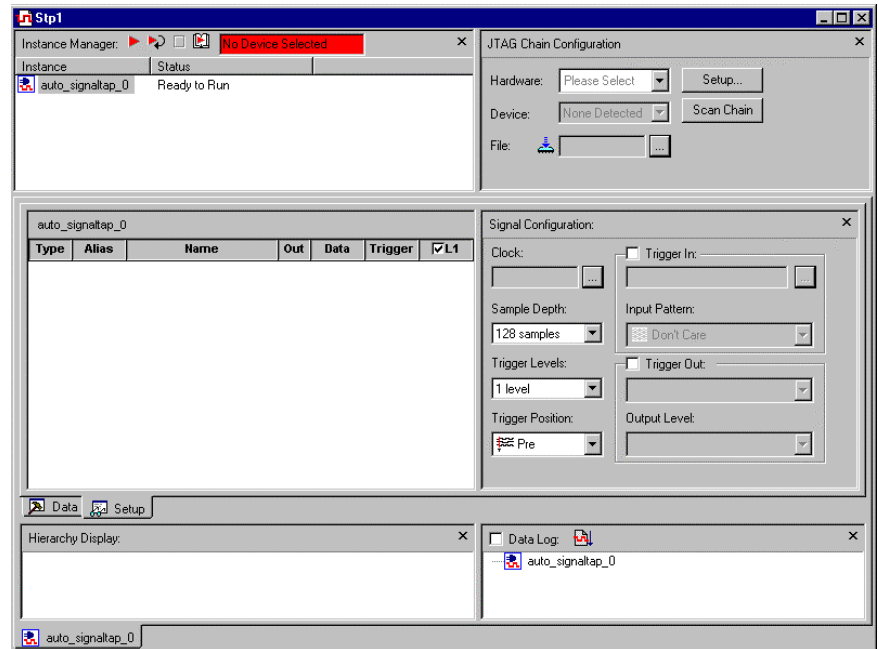 Stp1
Instance Manager: No Device Selected
Instance Status
auto_signaltap_0 Ready to Run
JTAG Chain Configuration
Hardware: Please Select Setup...
Device: None Detected Scan Chain
File: ...
auto_signaltap_0
Type Alias Name Out Data Trigger L1
Signal Configuration:
Clock: Trigger In:
... ...
Sample Depth: Input Pattern:
128 samples Don't Care
Trigger Levels: Trigger Out:
1 level
Trigger Position: Output Level:
Pre
Data Setup
Hierarchy Display:
Data Log:
auto_signaltap_0
auto_signaltap_0